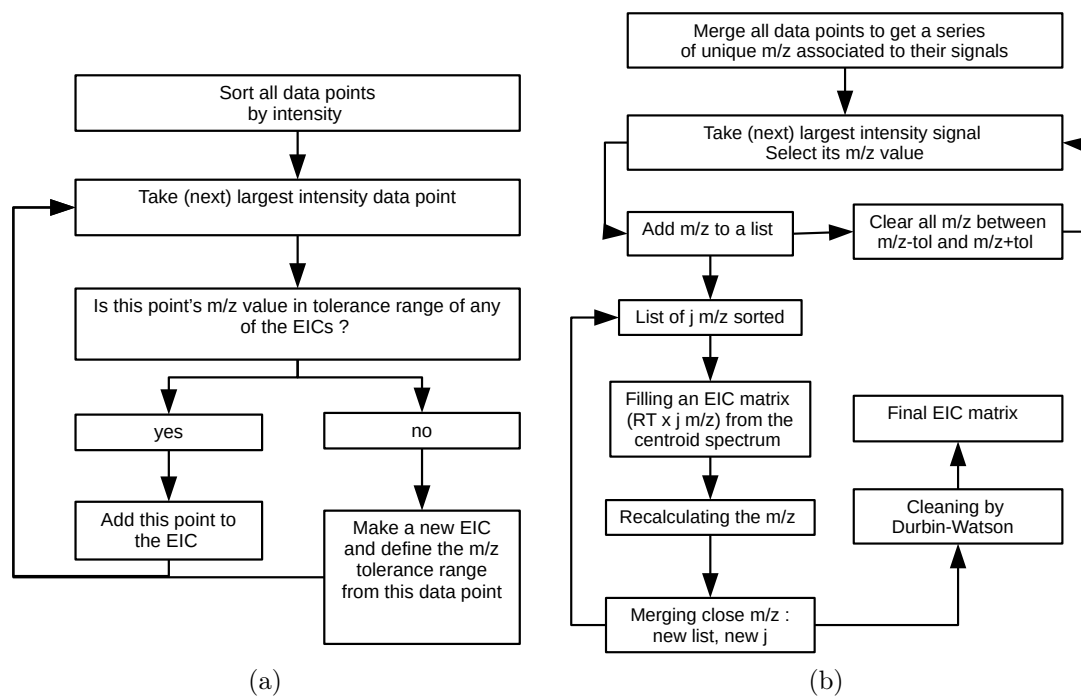 Sort all data points
by intensity
Take (next) largest intensity data point
Is this point's m/z value in tolerance range of any
of the EICs ?
yes
no
Add this point to
the EIC
Make a new EIC
and define the m/z
tolerance range
from this data point
(a)
Merge all data points to get a series
of unique m/z associated to their signals
Take (next) largest intensity signal
Select its m/z value
Add m/z to a list
Clear all m/z between
m/z-tol and m/z+tol
List of j m/z sorted
Filling an EIC matrix
(RT x j m/z) from the
centroid spectrum
Recalculating the m/z
Merging close m/z :
new list, new j
Final EIC matrix
Cleaning by
Durbin-Watson
(b)